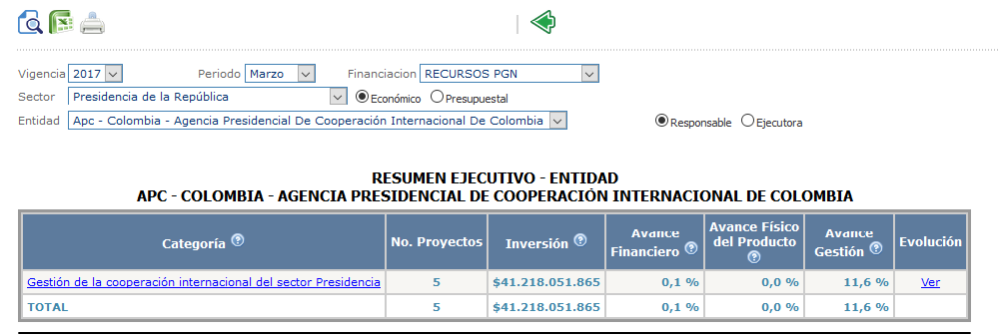 Vigencia 2017 Periodo Marzo Financiacion RECURSOS PGN
Sector Presidencia de la República Económico Presupuestal
Entidad Apc - Colombia - Agencia Presidencial De Cooperación Internacional De Colombia Responsable Ejecutora
RESUMEN EJECUTIVO - ENTIDAD
APC - COLOMBIA - AGENCIA PRESIDENCIAL DE COOPERACIÓN INTERNACIONAL DE COLOMBIA
Categoría ? No. Proyectos Inversión ? Avance Financiero ? Avance Físico del Producto ? Avance Gestión ? Evolución
Gestión de la cooperación internacional del sector Presidencia 5 $41.218.051.865 0,1 % 0,0 % 11,6 % Ver
TOTAL 5 $41.218.051.865 0,1 % 0,0 % 11,6 %